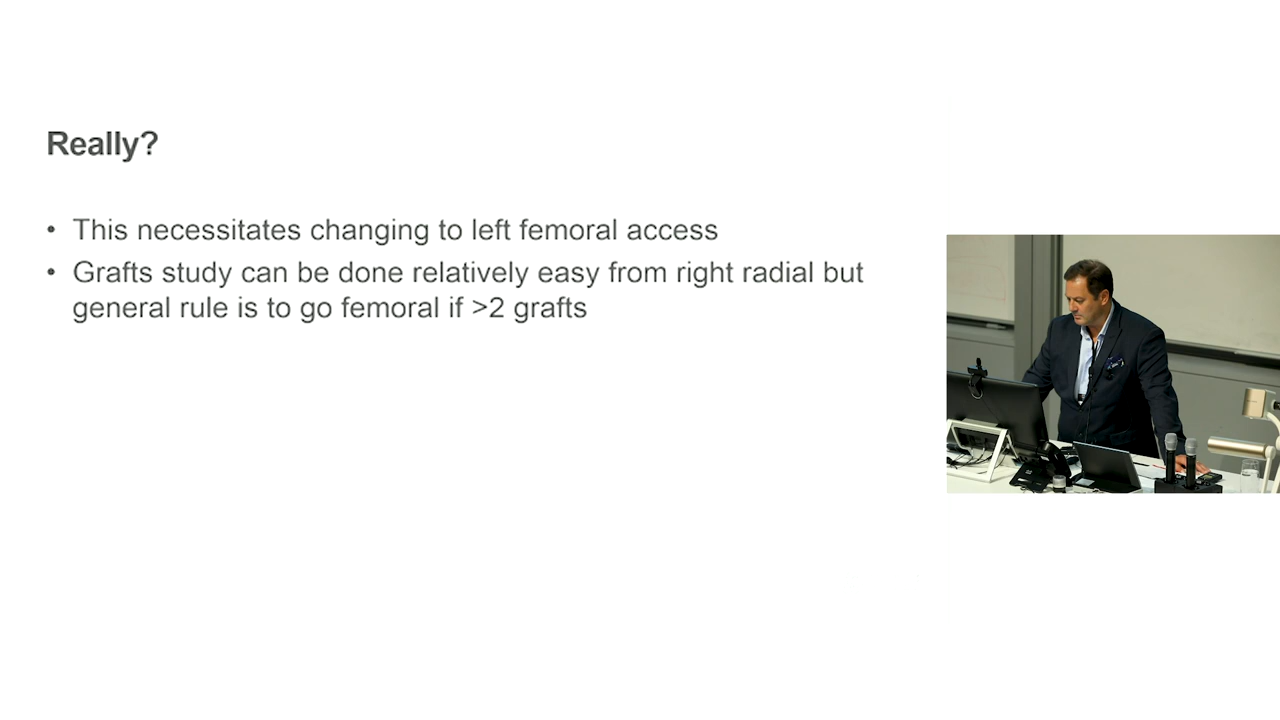 Really?
• This necessitates changing to left femoral access
• Grafts study can be done relatively easy from right radial but
general rule is to go femoral if >2 grafts